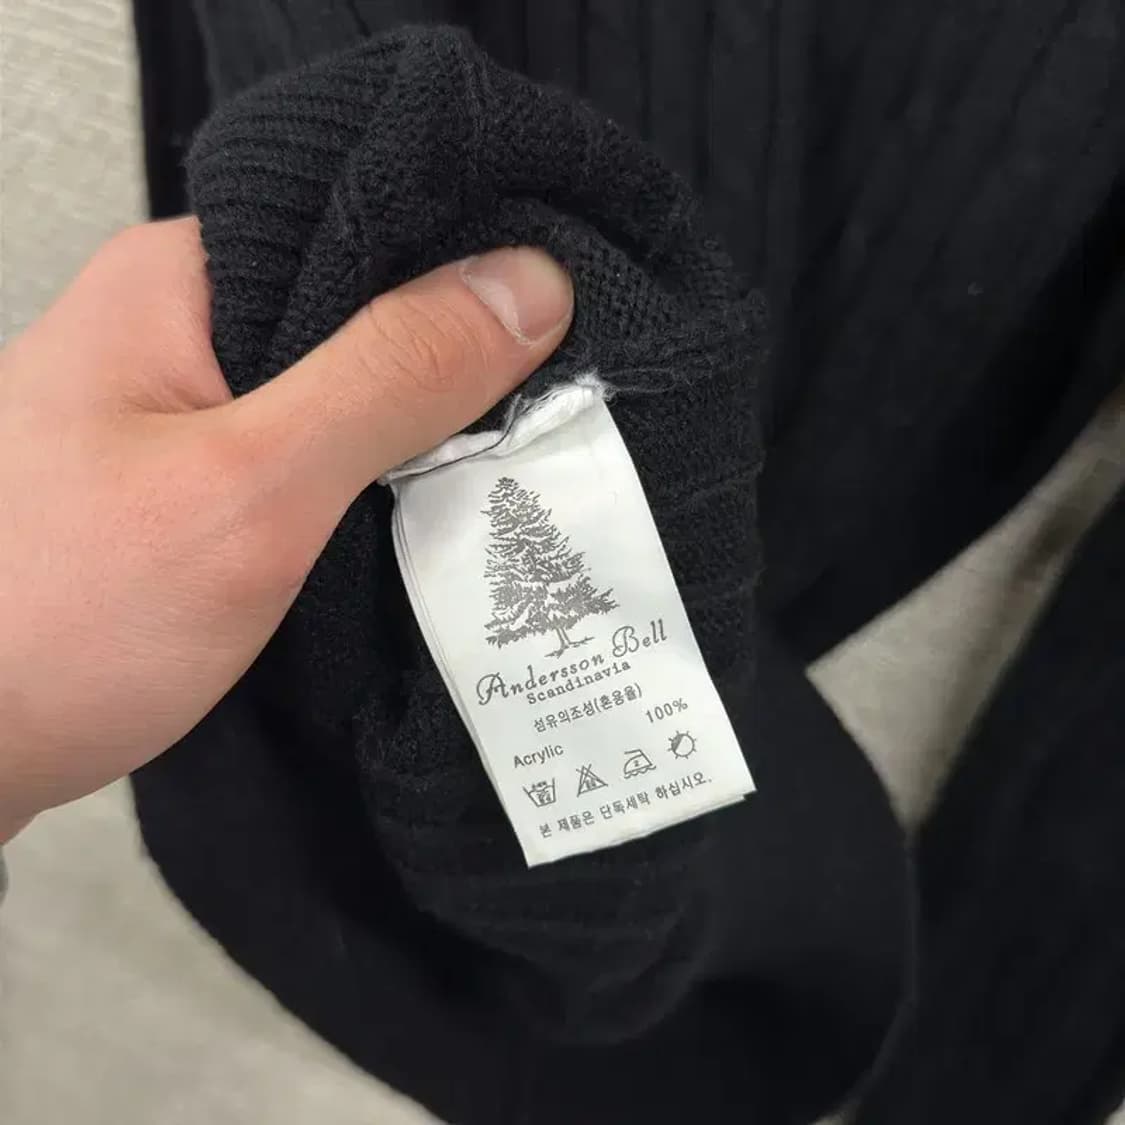 Andersson Bell
Scandinavia
섬유의조성(혼용율)
Acrylic 100%
본 제품은 단독세탁 하십시오.